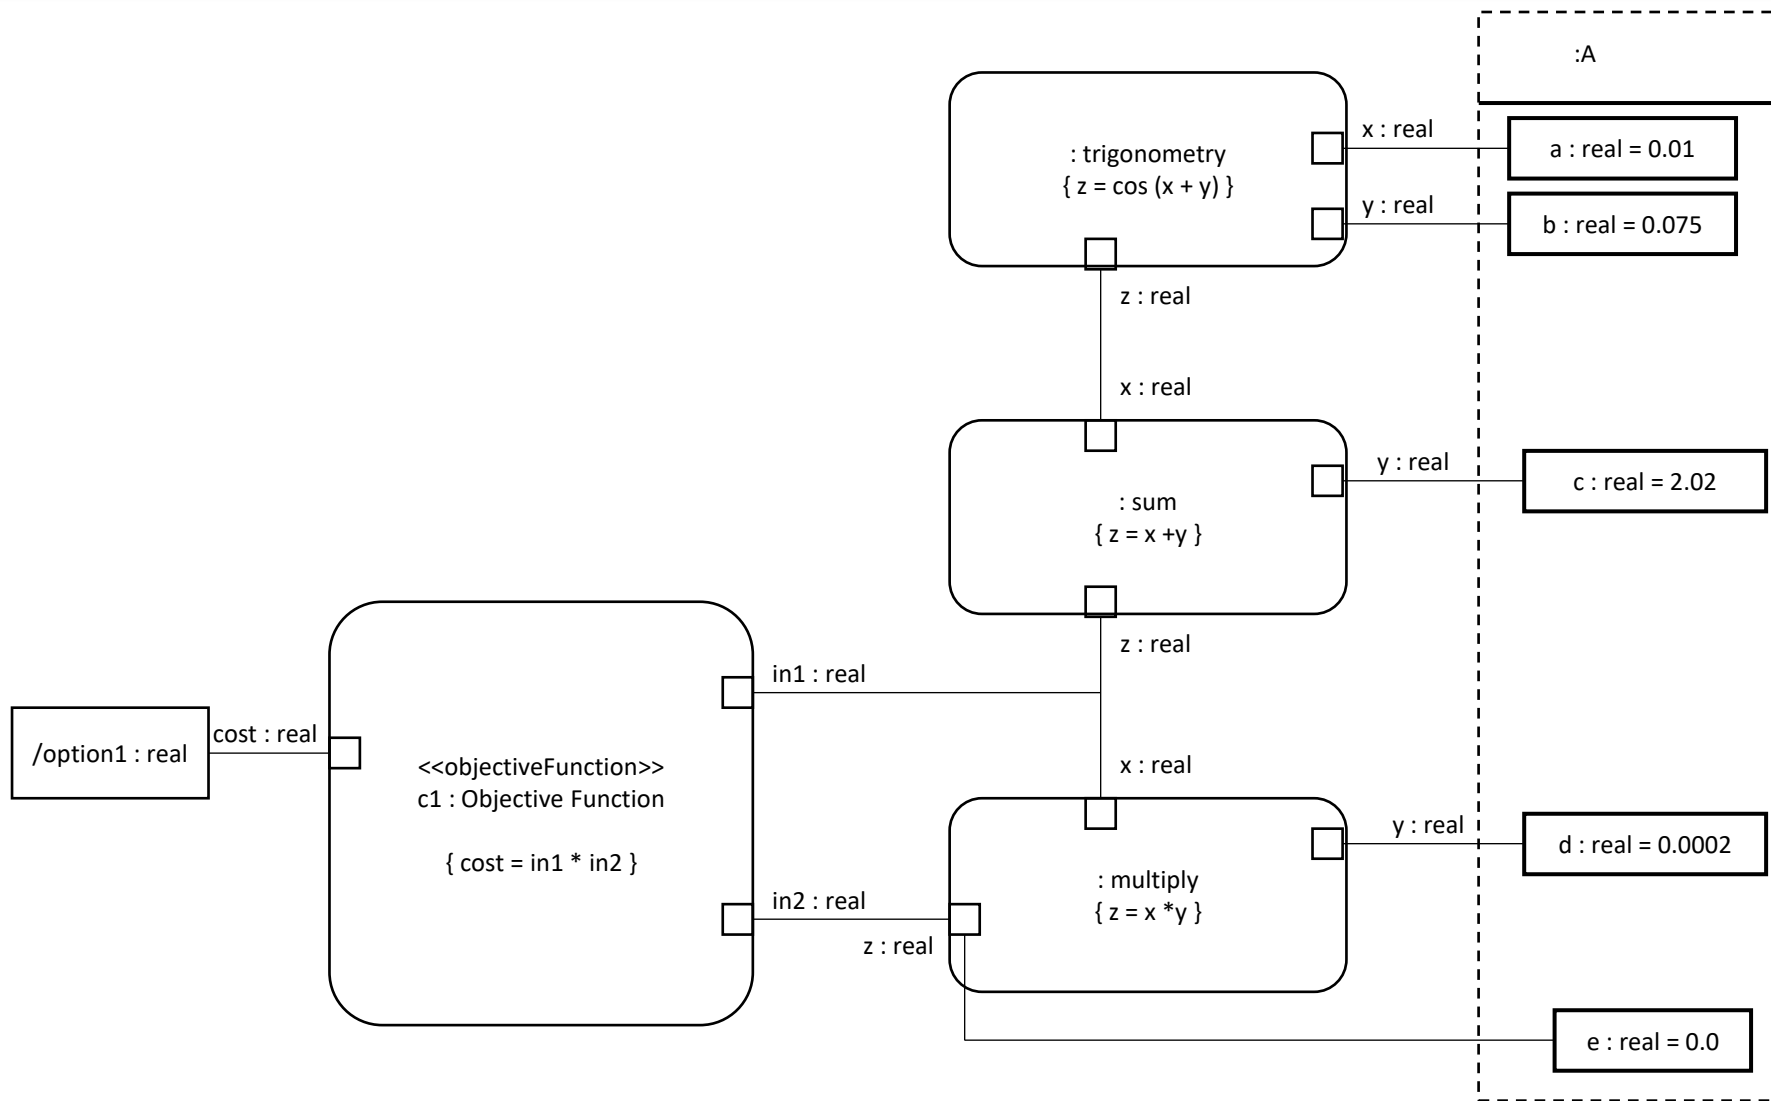 :A
x : real
a : real = 0.01
: trigonometry
{ z = cos (x + y) }
y : real
b : real = 0.075
z : real
x : real
y : real
c : real = 2.02
: sum
{ z = x +y }
z : real
in1 : real
cost : real
/option1 : real
<<objectiveFunction>>
c1 : Objective Function
{ cost = in1 * in2 }
x : real
y : real
d : real = 0.0002
: multiply
{ z = x *y }
in2 : real
z : real
e : real = 0.0